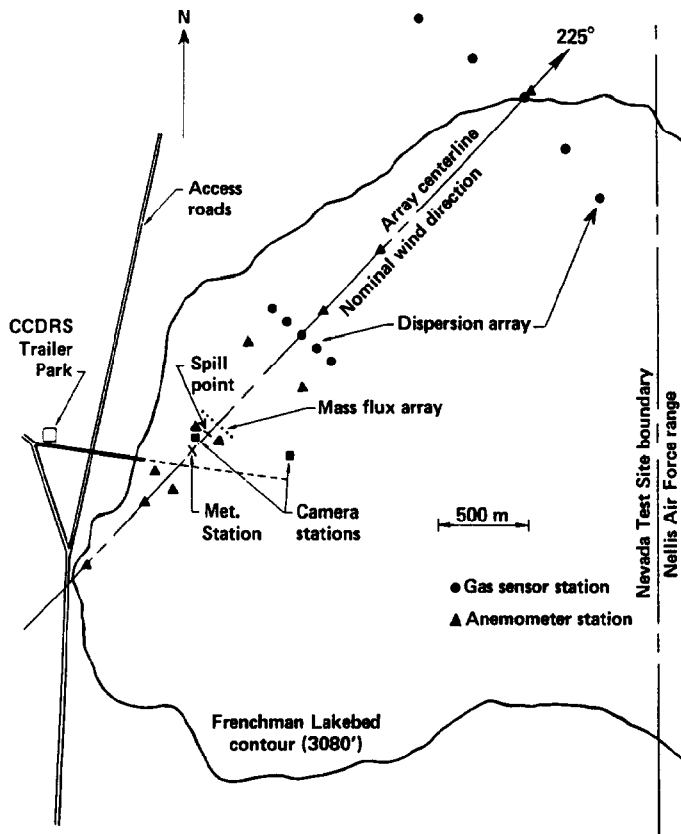 N
225°
Access
roads
Array centerline
Nominal wind direction
CCDRS
Trailer
Park
Dispersion array
Spill
point
Mass flux array
Met.
Station
Camera
stations
500 m
Nevada Test Site boundary
Nellis Air Force range
Gas sensor station
Anemometer station
Frenchman Lakebed
contour (3080')